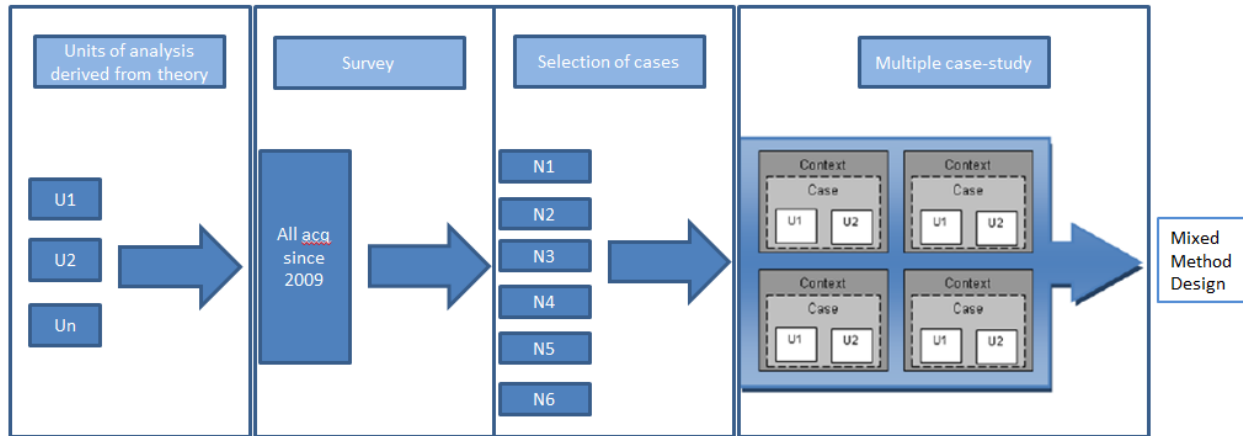 Units of analysis
derived from theory
Survey
Selection of cases
Multiple case-study
U1
U2
Un
All acq
since
2009
N1
N2
N3
N4
N5
N6
Context
Case
U1 U2
Context
Case
U1 U2
Context
Case
U1 U2
Context
Case
U1 U2
Mixed
Method
Design